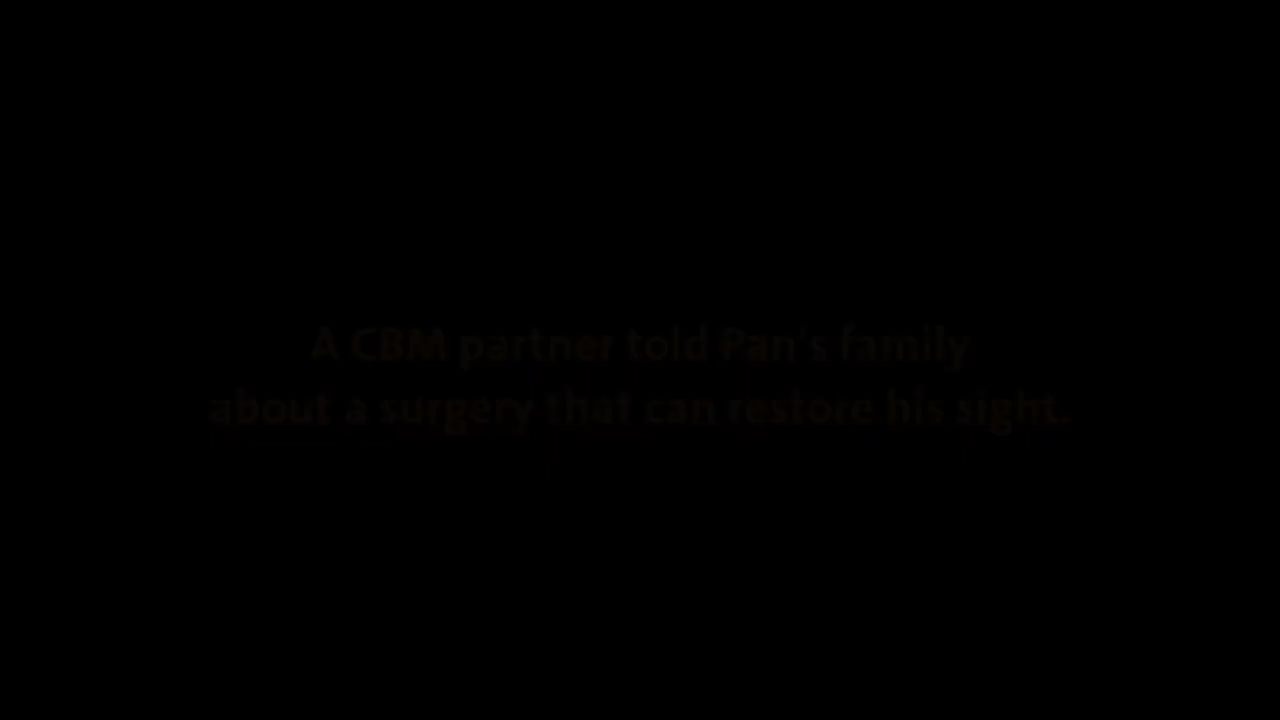 A CBM partner told Pan's family
about a surgery that can restore his sight.